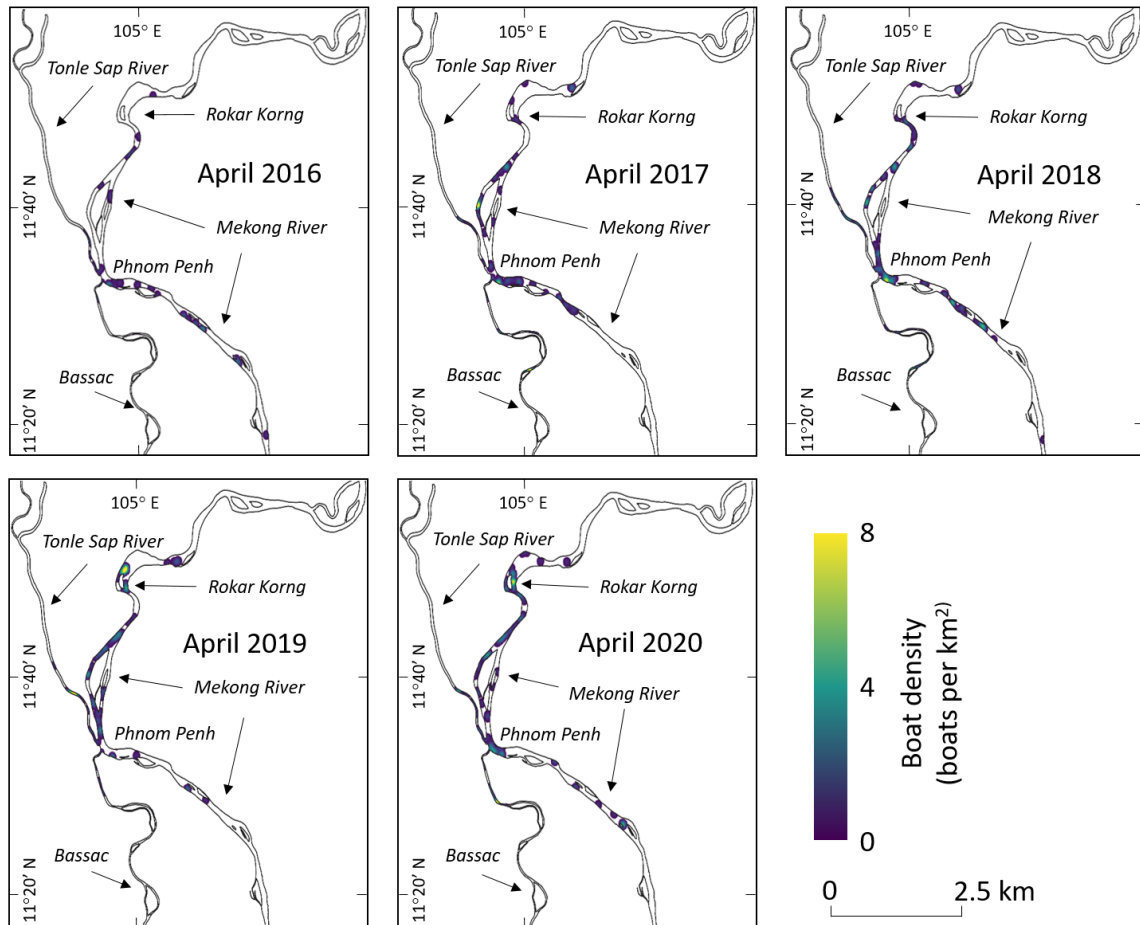 105° E
Tonle Sap River
Rokar Korng
April 2016
11°40′ N
Mekong River
Phnom Penh
Bassac
11°20′ N
105° E
Tonle Sap River
Rokar Korng
April 2017
11°40′ N
Mekong River
Phnom Penh
Bassac
11°20′ N
105° E
Tonle Sap River
Rokar Korng
April 2018
11°40′ N
Mekong River
Phnom Penh
Bassac
11°20′ N
105° E
Tonle Sap River
Rokar Korng
April 2019
11°40′ N
Mekong River
Phnom Penh
Bassac
11°20′ N
105° E
Tonle Sap River
Rokar Korng
April 2020
11°40′ N
Mekong River
Phnom Penh
Bassac
11°20′ N
8
4
0
Boat density
(boats per km²)
0 2.5 km